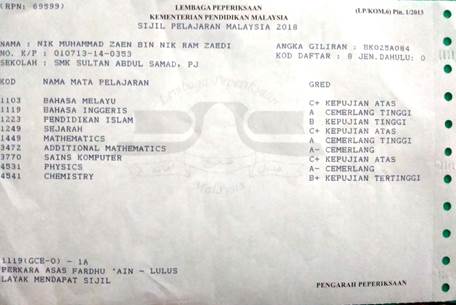 (RPN: 69599)
LEMBAGA PEPERIKSAAN
KEMENTERIAN PENDIDIKAN MALAYSIA
(LP/KOM.6) Pin. 1/2013
SIJIL PELAJARAN MALAYSIA 2018
NAMA : NIK MUHAMMAD ZAEN BIN NIK RAM ZAEDI
ANGKA GILIRAN : BK025A084
NO. K/P : 010713-14-0353
KOD DAFTAR : 8 JEN.DAHULU: 0
SEKOLAH : SMK SULTAN ABDUL SAMAD, PJ
KOD NAMA MATA PELAJARAN GRED
1103 BAHASA MELAYU C+ KEPUJIAN ATAS
1119 BAHASA INGGERIS A CEMERLANG TINGGI
1223 PENDIDIKAN ISLAM B KEPUJIAN TINGGI
1249 SEJARAH C+ KEPUJIAN ATAS
1449 MATHEMATICS A CEMERLANG TINGGI
3472 ADDITIONAL MATHEMATICS A- CEMERLANG
3770 SAINS KOMPUTER C+ KEPUJIAN ATAS
4531 PHYSICS A- CEMERLANG
4541 CHEMISTRY B+ KEPUJIAN TERTINGGI
Lembaga Peperiksaan
Malaysia
1119(GCE-O) - 1A
PERKARA ASAS FARDHU 'AIN - LULUS
LAYAK MENDAPAT SIJIL
PENGARAH PEPERIKSAAN